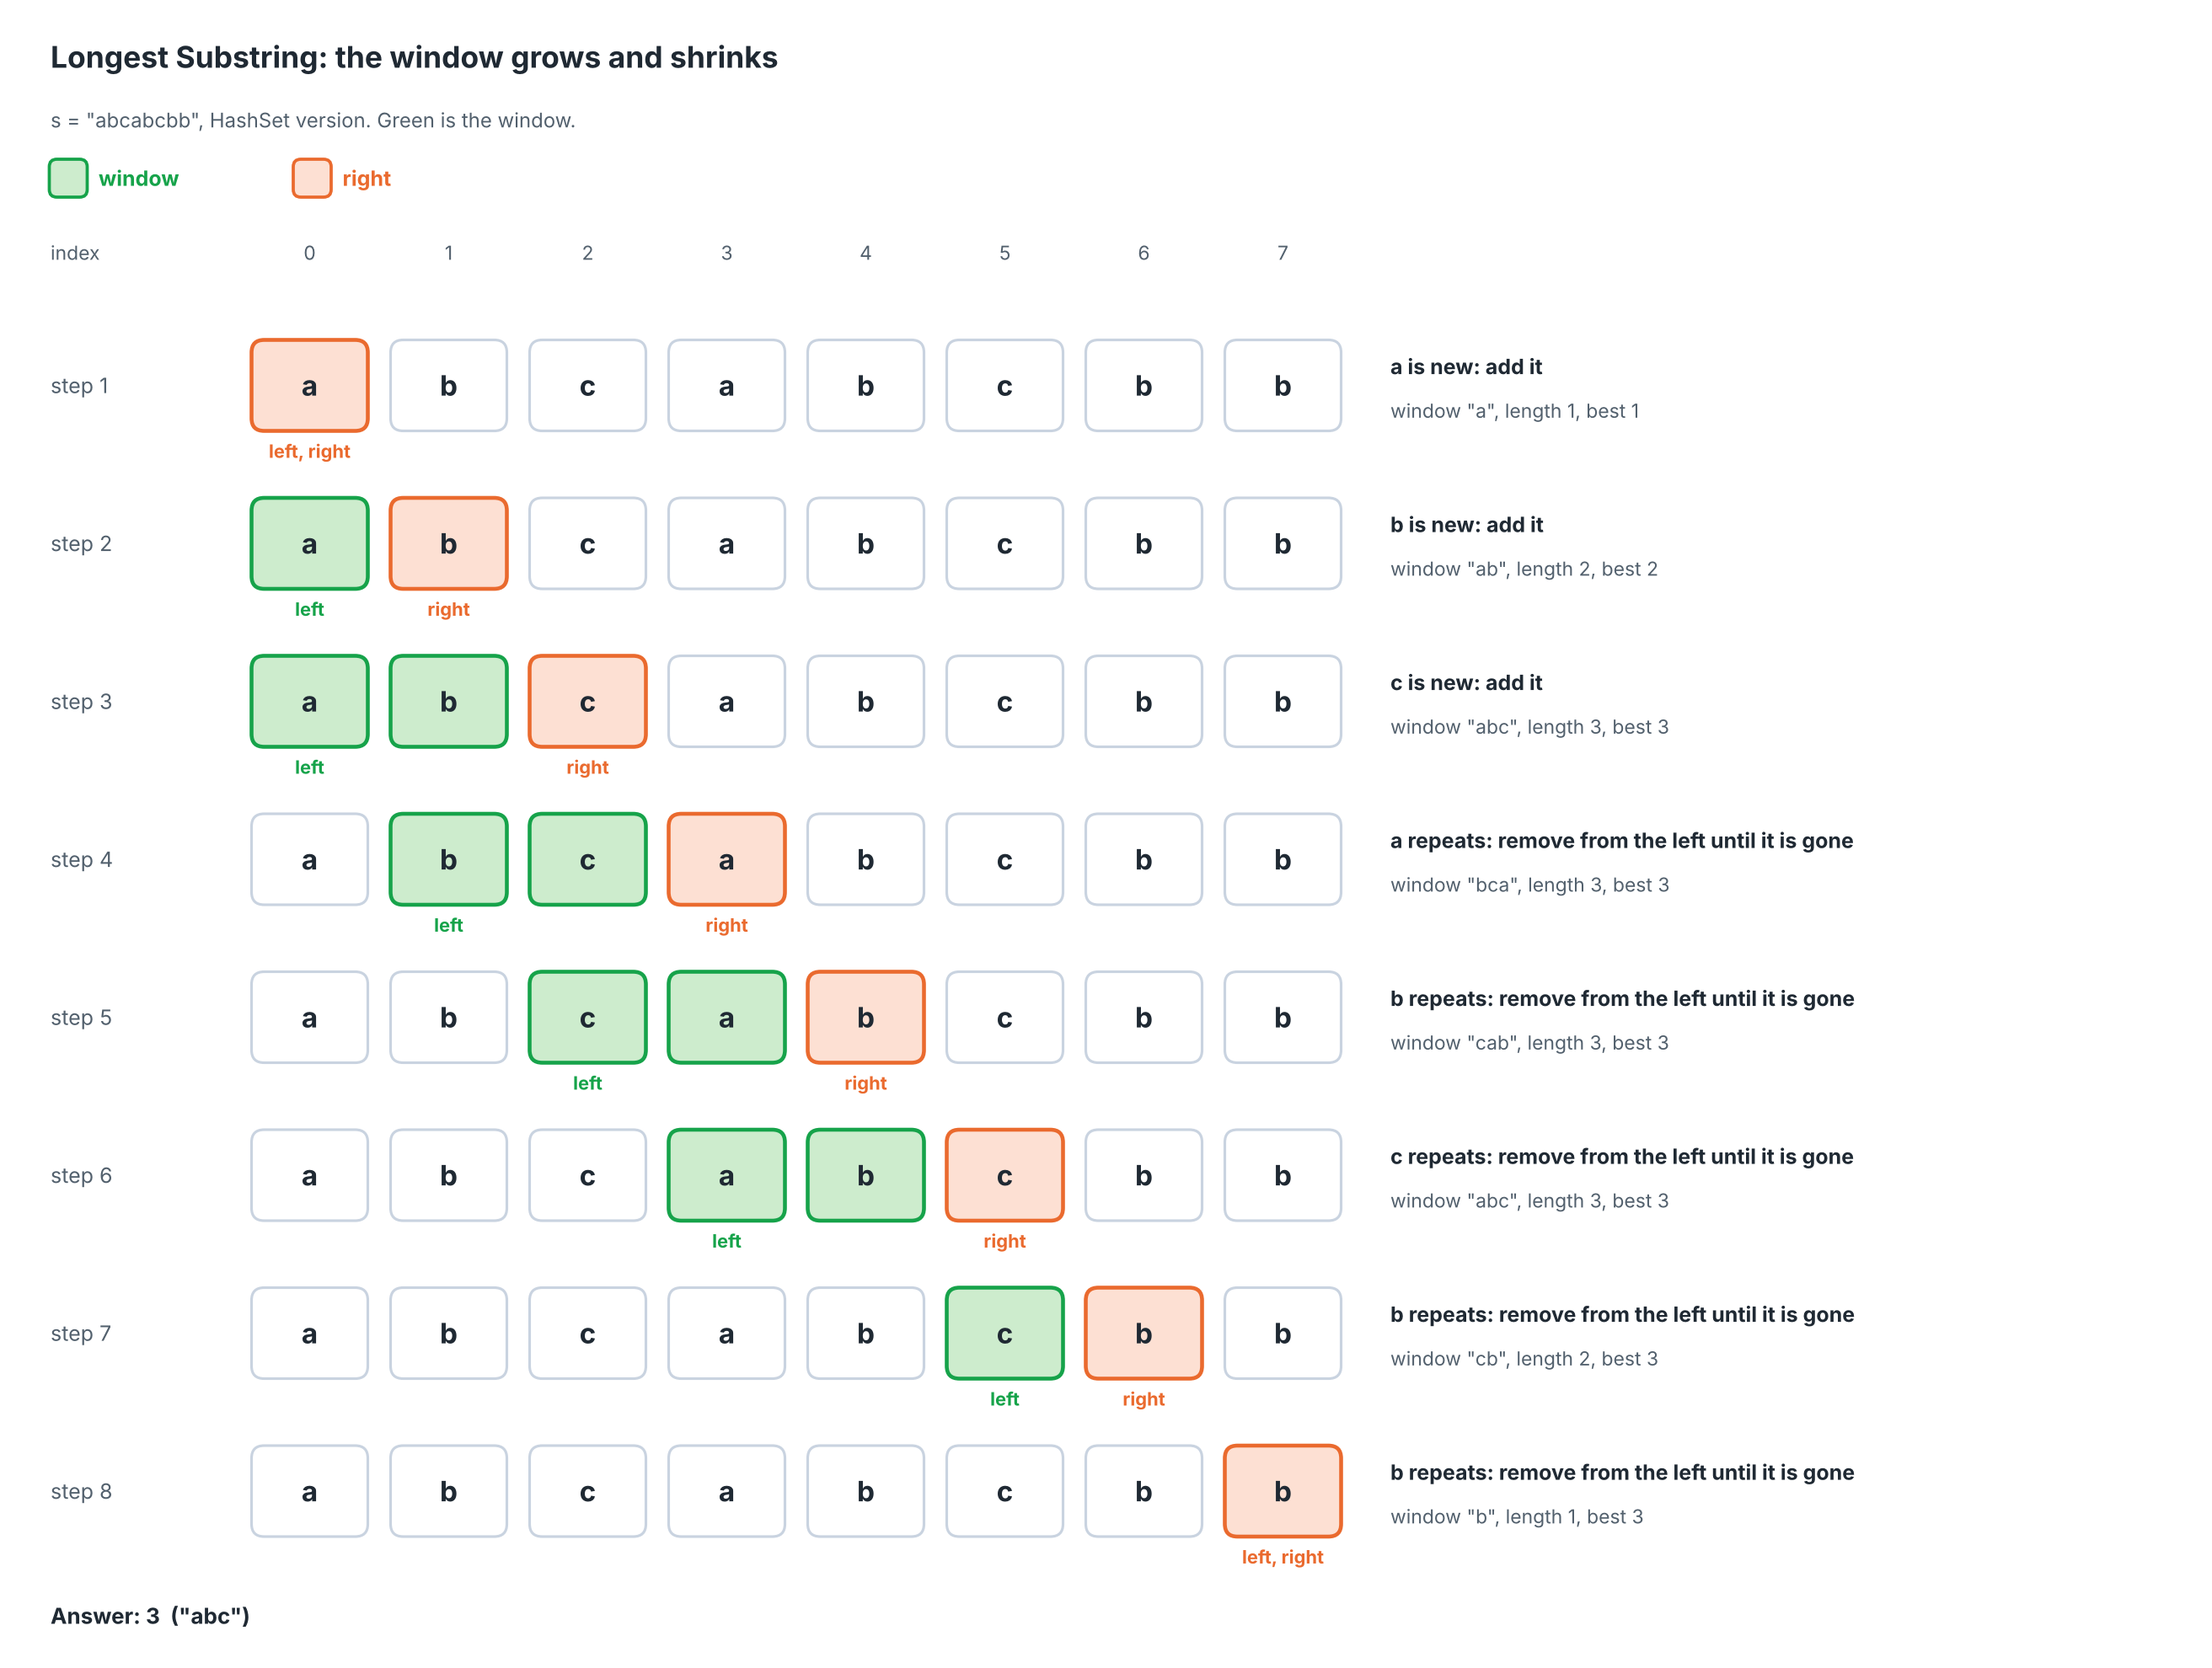 Longest Substring: the window grows and shrinks
s = "abcabcbb", HashSet version. Green is the window.
window right
index 0 1 2 3 4 5 6 7
step 1 a b c a b c b b
a is new: add it
window "a", length 1, best 1
left, right
step 2 a b c a b c b b
b is new: add it
window "ab", length 2, best 2
left right
step 3 a b c a b c b b
c is new: add it
window "abc", length 3, best 3
left right
step 4 a b c a b c b b
a repeats: remove from the left until it is gone
window "bca", length 3, best 3
left right
step 5 a b c a b c b b
b repeats: remove from the left until it is gone
window "cab", length 3, best 3
left right
step 6 a b c a b c b b
c repeats: remove from the left until it is gone
window "abc", length 3, best 3
left right
step 7 a b c a b c b b
b repeats: remove from the left until it is gone
window "cb", length 2, best 3
left right
step 8 a b c a b c b b
b repeats: remove from the left until it is gone
window "b", length 1, best 3
left, right
Answer: 3 ("abc")